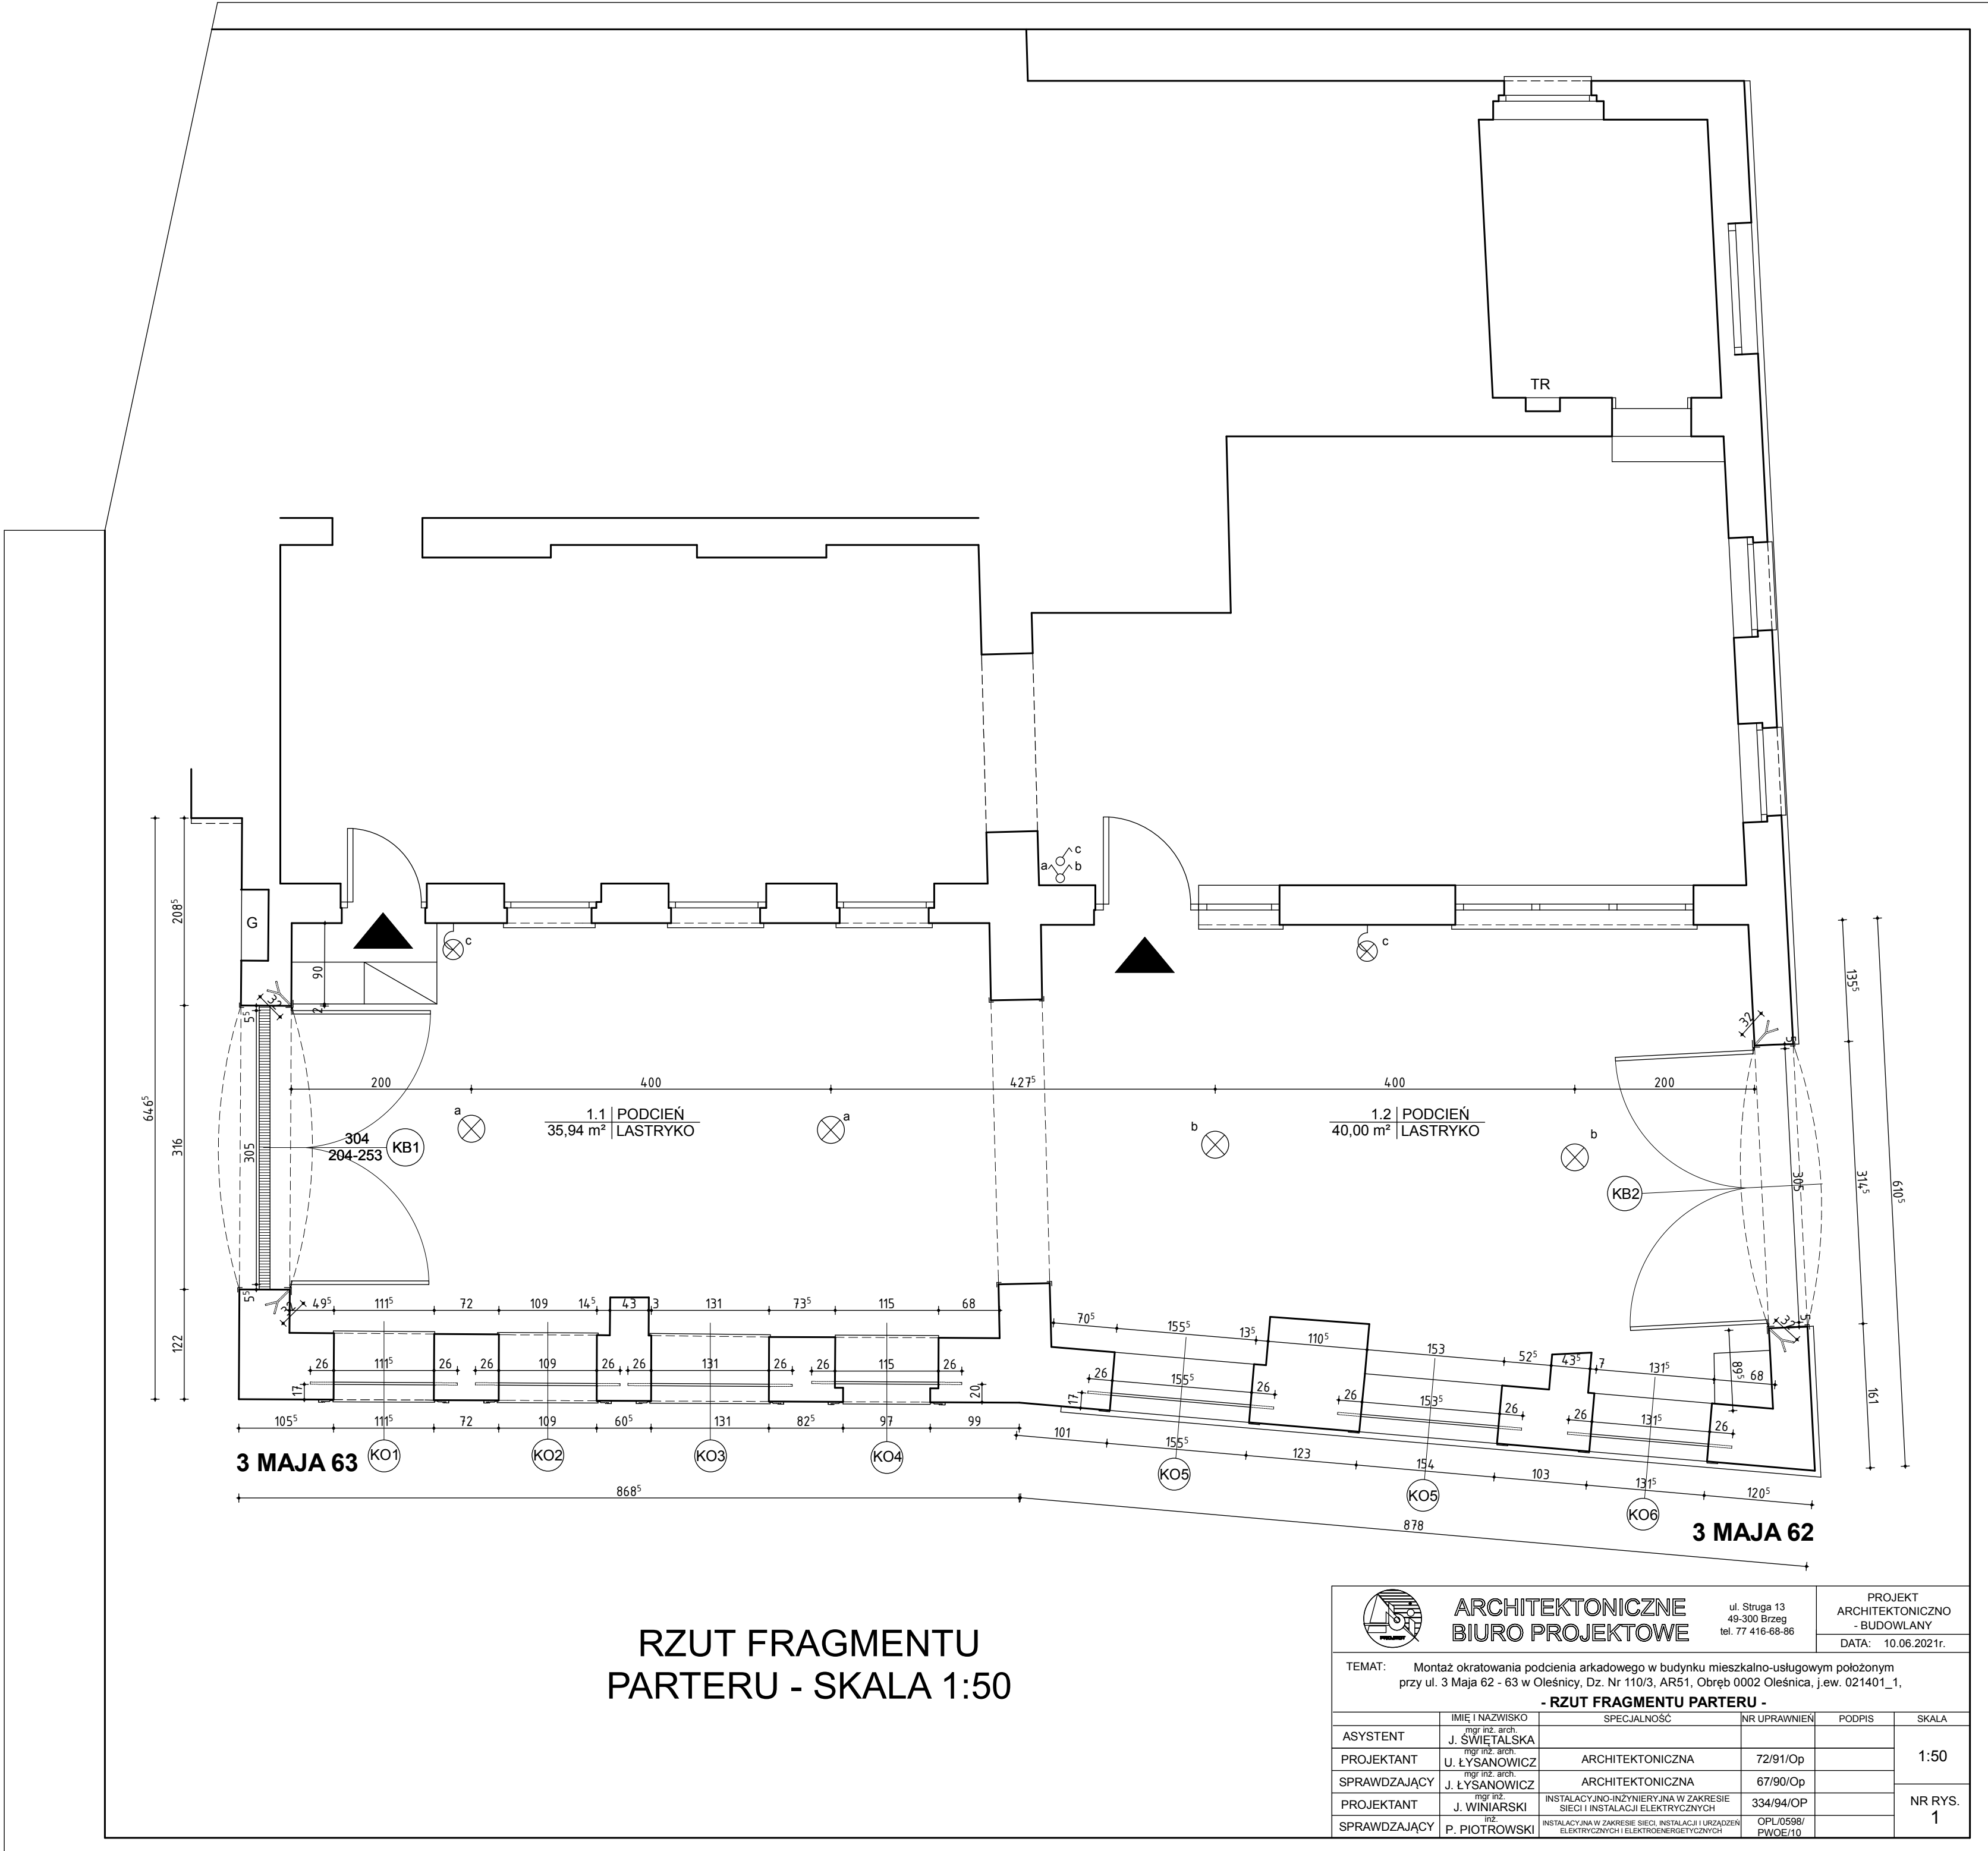 TR
G
c
a
b
c
c
208⁵
646⁵
316
122
90
2
32
5⁵
305
5⁵
32
200
400
427⁵
400
200
a
a
b
b
1.1 PODCIEŃ
35,94 m² LASTRYKO
1.2 PODCIEŃ
40,00 m² LASTRYKO
304
204-253
KB1
KB2
32
5
305
5
32
135⁵
314⁵
161
610⁵
49⁵ 111⁵ 72 109 14⁵ 43 3 131 73⁵ 115 68
26 111⁵ 26 26 109 26 26 131 26 26 115 26
17
20
105⁵ 111⁵ 72 109 60⁵ 131 82⁵ 97 99
70⁵ 155⁵ 13⁵ 110⁵ 153 52⁵ 43⁵ 7 131⁵ 68
89⁵
17
26 155⁵ 26 26 153⁵ 26 26 131⁵ 26
101 155⁵ 123 154 103 131⁵ 120⁵
3 MAJA 63
KO1
KO2
KO3
KO4
KO5
KO5
KO6
868⁵
878
3 MAJA 62
RZUT FRAGMENTU
PARTERU - SKALA 1:50
PROJEKT
ARCHITEKTONICZNE
BIURO PROJEKTOWE
ul. Struga 13
49-300 Brzeg
tel. 77 416-68-86
PROJEKT
ARCHITEKTONICZNO
- BUDOWLANY
DATA: 10.06.2021r.
TEMAT: Montaż okratowania podcienia arkadowego w budynku mieszkalno-usługowym położonym
przy ul. 3 Maja 62 - 63 w Oleśnicy, Dz. Nr 110/3, AR51, Obręb 0002 Oleśnica, j.ew. 021401_1,
- RZUT FRAGMENTU PARTERU -
IMIĘ I NAZWISKO SPECJALNOŚĆ NR UPRAWNIEŃ PODPIS SKALA
ASYSTENT mgr inż. arch.
J. ŚWIĘTALSKA
PROJEKTANT mgr inż. arch.
U. ŁYSANOWICZ ARCHITEKTONICZNA 72/91/Op
1:50
SPRAWDZAJĄCY mgr inż. arch.
J. ŁYSANOWICZ ARCHITEKTONICZNA 67/90/Op
PROJEKTANT mgr inż.
J. WINIARSKI INSTALACYJNO-INŻYNIERYJNA W ZAKRESIE
SIECI I INSTALACJI ELEKTRYCZNYCH 334/94/OP
NR RYS.
1
SPRAWDZAJĄCY inż.
P. PIOTROWSKI INSTALACYJNA W ZAKRESIE SIECI, INSTALACJI I URZĄDZEŃ
ELEKTRYCZNYCH I ELEKTROENERGETYCZNYCH OPL/0598/
PWOE/10